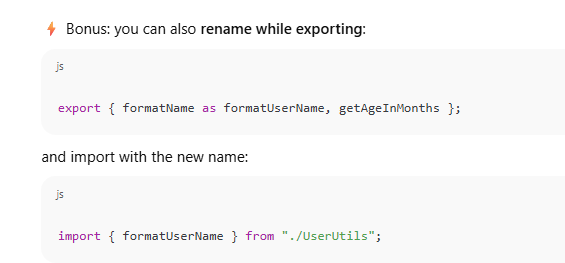 ⚡ Bonus: you can also rename while exporting:
js
export { formatName as formatUserName, getAgeInMonths };
and import with the new name:
js
import { formatUserName } from "./UserUtils";